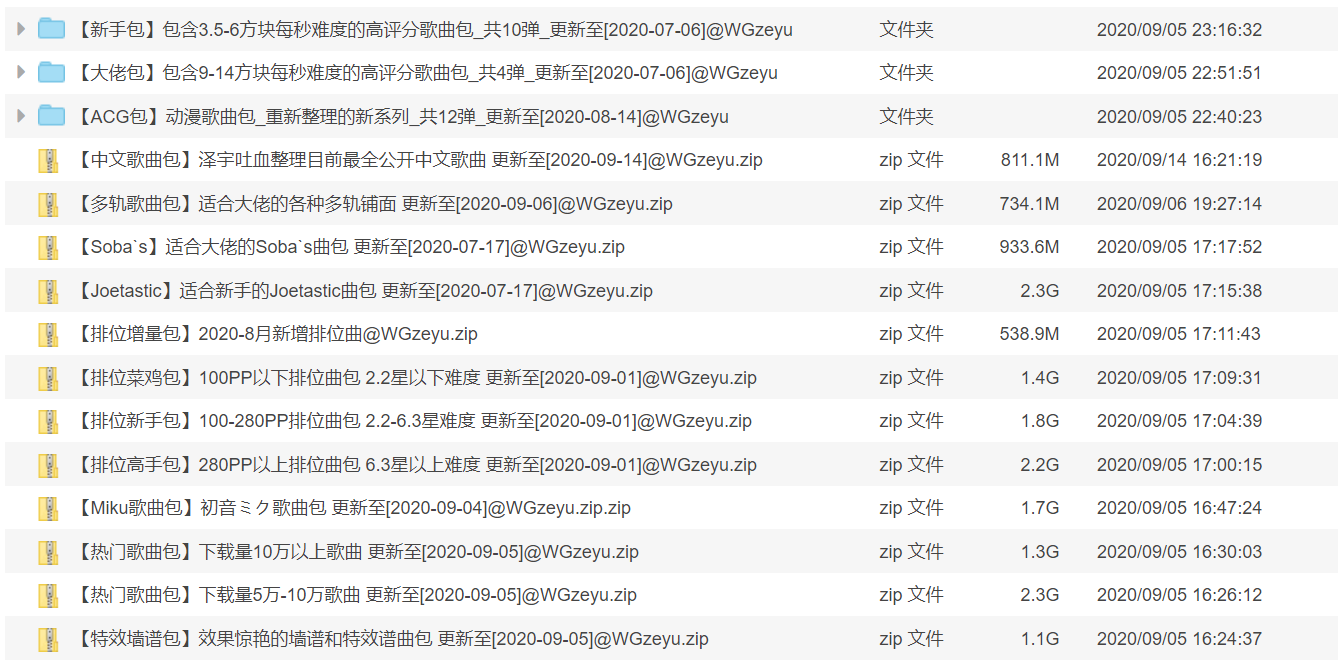 【新手包】包含3.5-6方块每秒难度的高评分歌曲包_共10弹_更新至[2020-07-06]@WGzeyu 文件夹 2020/09/05 23:16:32
【大佬包】包含9-14方块每秒难度的高评分歌曲包_共4弹_更新至[2020-07-06]@WGzeyu 文件夹 2020/09/05 22:51:51
【ACG包】动漫歌曲包_重新整理的新系列_共12弹_更新至[2020-08-14]@WGzeyu 文件夹 2020/09/05 22:40:23
【中文歌曲包】泽宇吐血整理目前最全公开中文歌曲 更新至[2020-09-14]@WGzeyu.zip zip 文件 811.1M 2020/09/14 16:21:19
【多轨歌曲包】适合大佬的各种多轨铺面 更新至[2020-09-06]@WGzeyu.zip zip 文件 734.1M 2020/09/06 19:27:14
【Soba`s】适合大佬的Soba`s曲包 更新至[2020-07-17]@WGzeyu.zip zip 文件 933.6M 2020/09/05 17:17:52
【Joetastic】适合新手的Joetastic曲包 更新至[2020-07-17]@WGzeyu.zip zip 文件 2.3G 2020/09/05 17:15:38
【排位增量包】2020-8月新增排位曲@WGzeyu.zip zip 文件 538.9M 2020/09/05 17:11:43
【排位菜鸡包】100PP以下排位曲包 2.2星以下难度 更新至[2020-09-01]@WGzeyu.zip zip 文件 1.4G 2020/09/05 17:09:31
【排位新手包】100-280PP排位曲包 2.2-6.3星难度 更新至[2020-09-01]@WGzeyu.zip zip 文件 1.8G 2020/09/05 17:04:39
【排位高手包】280PP以上排位曲包 6.3星以上难度 更新至[2020-09-01]@WGzeyu.zip zip 文件 2.2G 2020/09/05 17:00:15
【Miku歌曲包】初音ミク歌曲包 更新至[2020-09-04]@WGzeyu.zip.zip zip 文件 1.7G 2020/09/05 16:47:24
【热门歌曲包】下载量10万以上歌曲 更新至[2020-09-05]@WGzeyu.zip zip 文件 1.3G 2020/09/05 16:30:03
【热门歌曲包】下载量5万-10万歌曲 更新至[2020-09-05]@WGzeyu.zip zip 文件 2.3G 2020/09/05 16:26:12
【特效墙谱包】效果惊艳的墙谱和特效谱曲包 更新至[2020-09-05]@WGzeyu.zip zip 文件 1.1G 2020/09/05 16:24:37